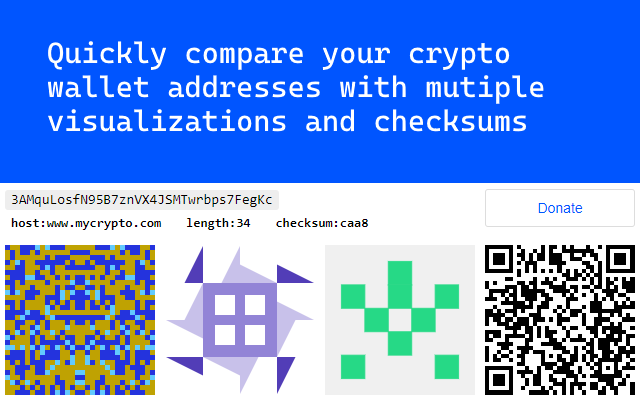 Quickly compare your crypto
wallet addresses with mutiple
visualizations and checksums
3AMquLosfN95B7znVX4JSMTwrbps7FegKc
Donate
host:www.mycrypto.com length:34 checksum:caa8